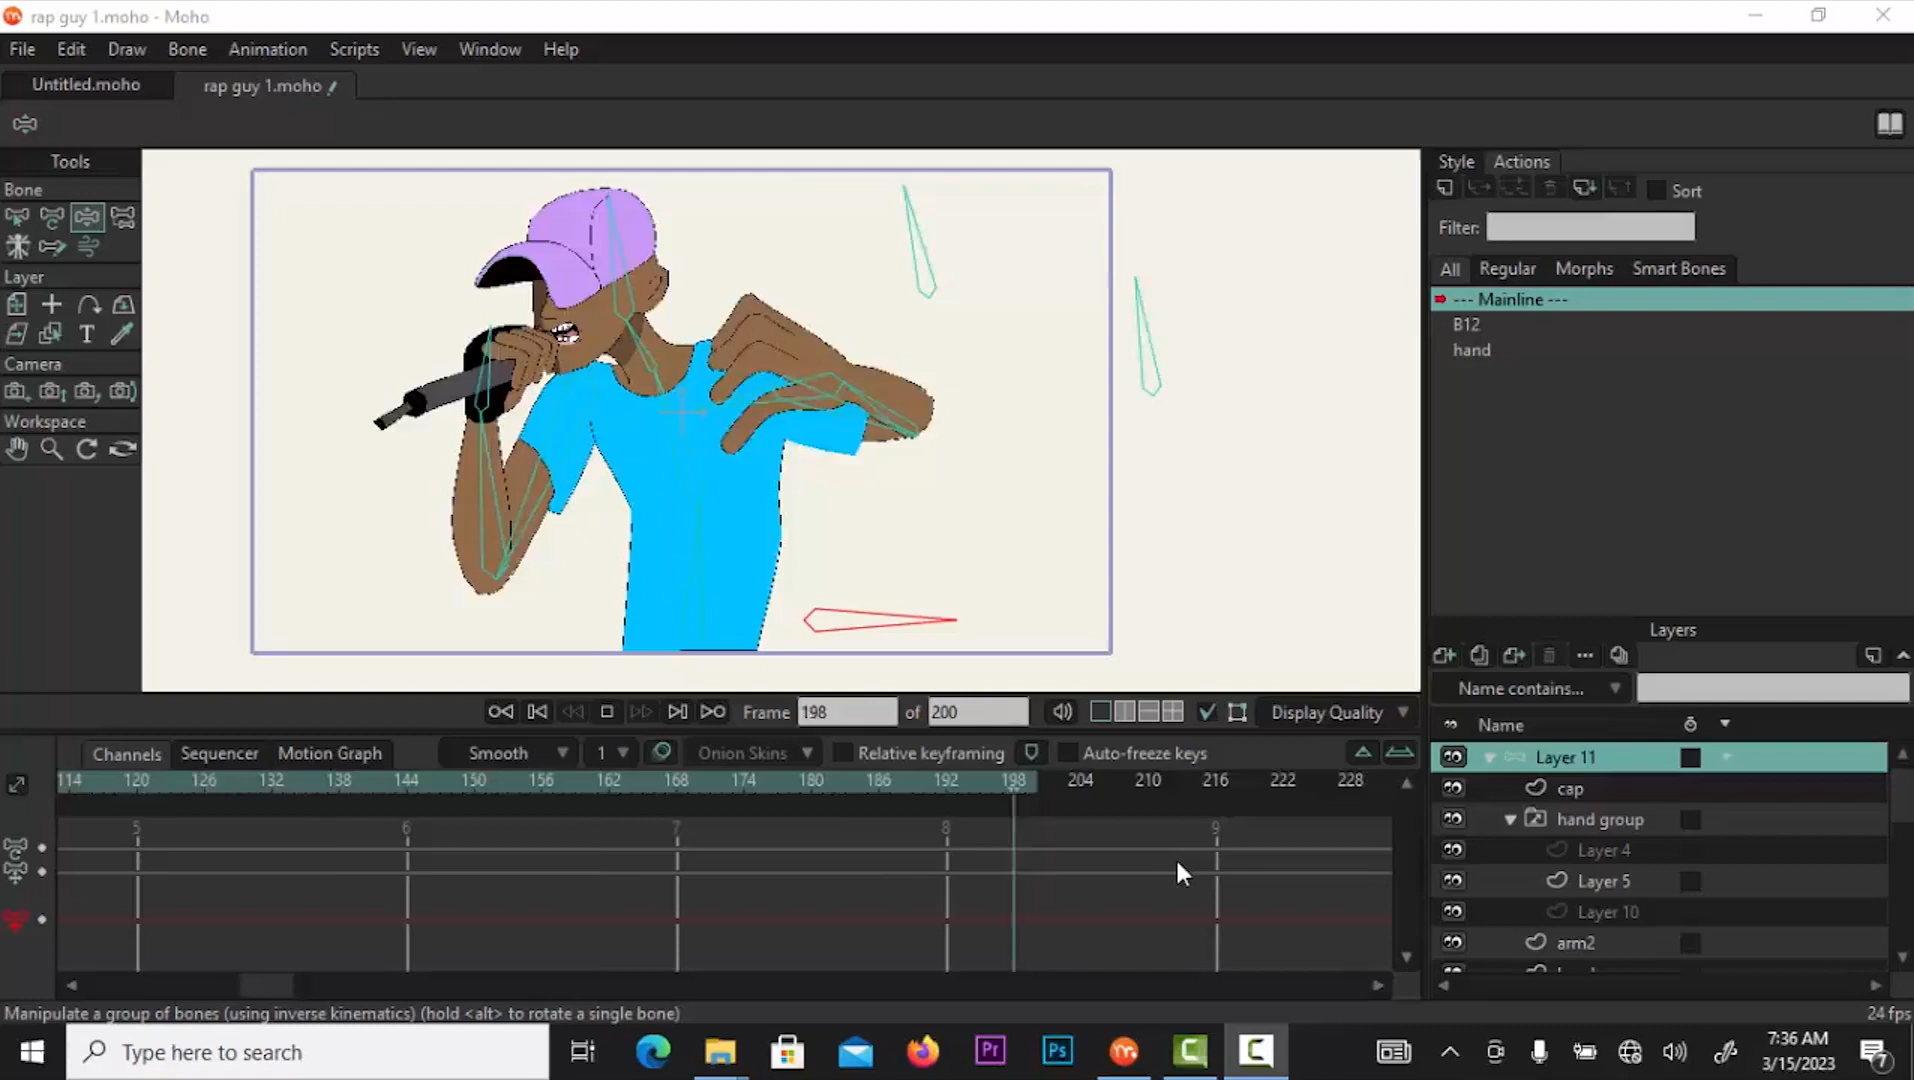 rap guy 1.moho - Moho
File Edit Draw Bone Animation Scripts View Window Help
Untitled.moho rap guy 1.moho
Tools
Bone
Layer
T
Camera
Workspace
Style Actions
Sort
Filter:
All Regular Morphs Smart Bones
--- Mainline ---
B12
hand
Layers
Name contains...
Name
Layer 11
cap
hand group
Layer 4
Layer 5
Layer 10
arm2
Frame 198 of 200 Display Quality
Channels Sequencer Motion Graph Smooth 1 Onion Skins Relative keyframing Auto-freeze keys
114 120 126 132 138 144 150 156 162 168 174 180 186 192 198 204 210 216 222 228
5 6 7 8 9
Manipulate a group of bones (using inverse kinematics) (hold <alt> to rotate a single bone)
24 fps
Type here to search
Pr
Ps
7:36 AM
3/15/2023
7